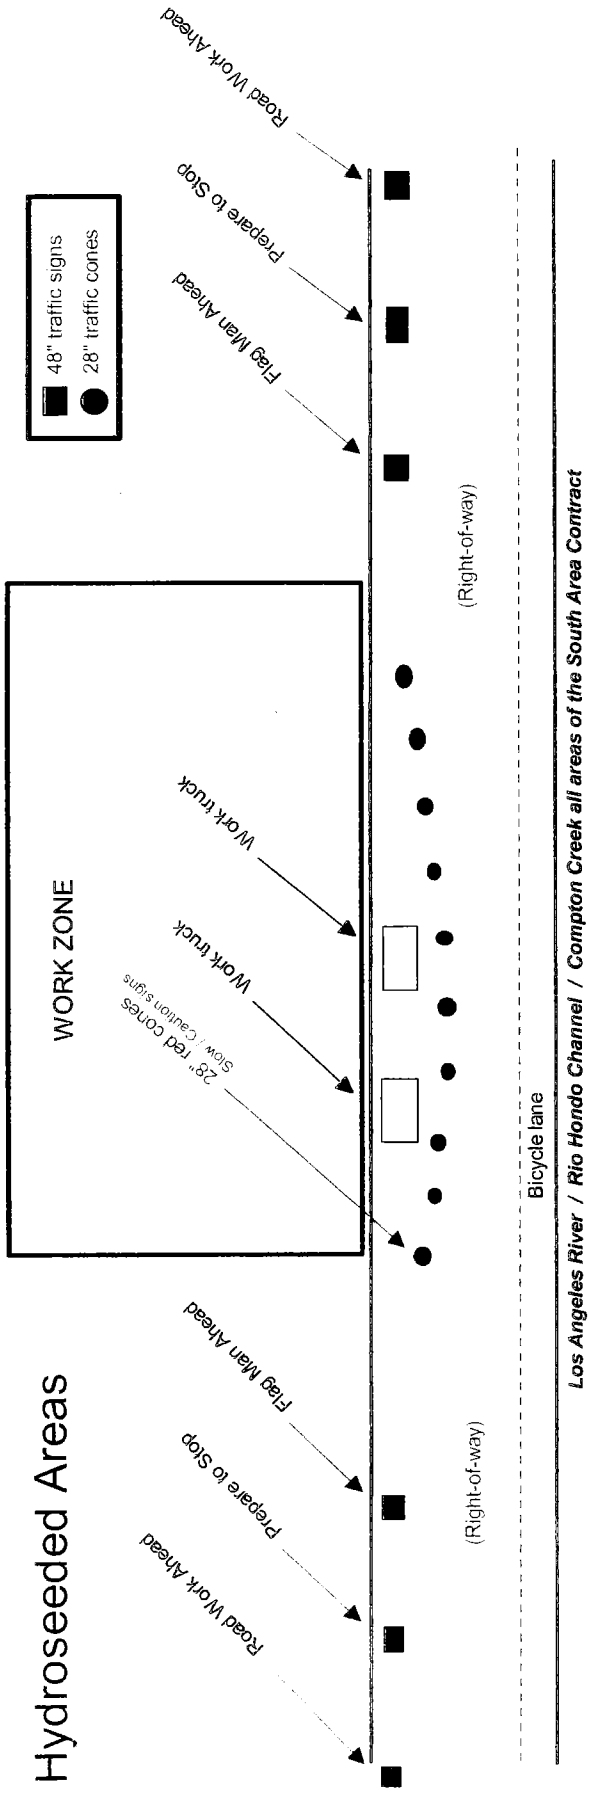 Hydroseeded Areas
48" traffic signs
28" traffic cones
WORK ZONE
Road Work Ahead
Prepare to Stop
Flag Man Ahead
28" red cones
Slow / Caution signs
Work truck
Work truck
Flag Man Ahead
Prepare to Stop
Road Work Ahead
(Right-of-way)
(Right-of-way)
Bicycle lane
Los Angeles River / Rio Hondo Channel / Compton Creek all areas of the South Area Contract